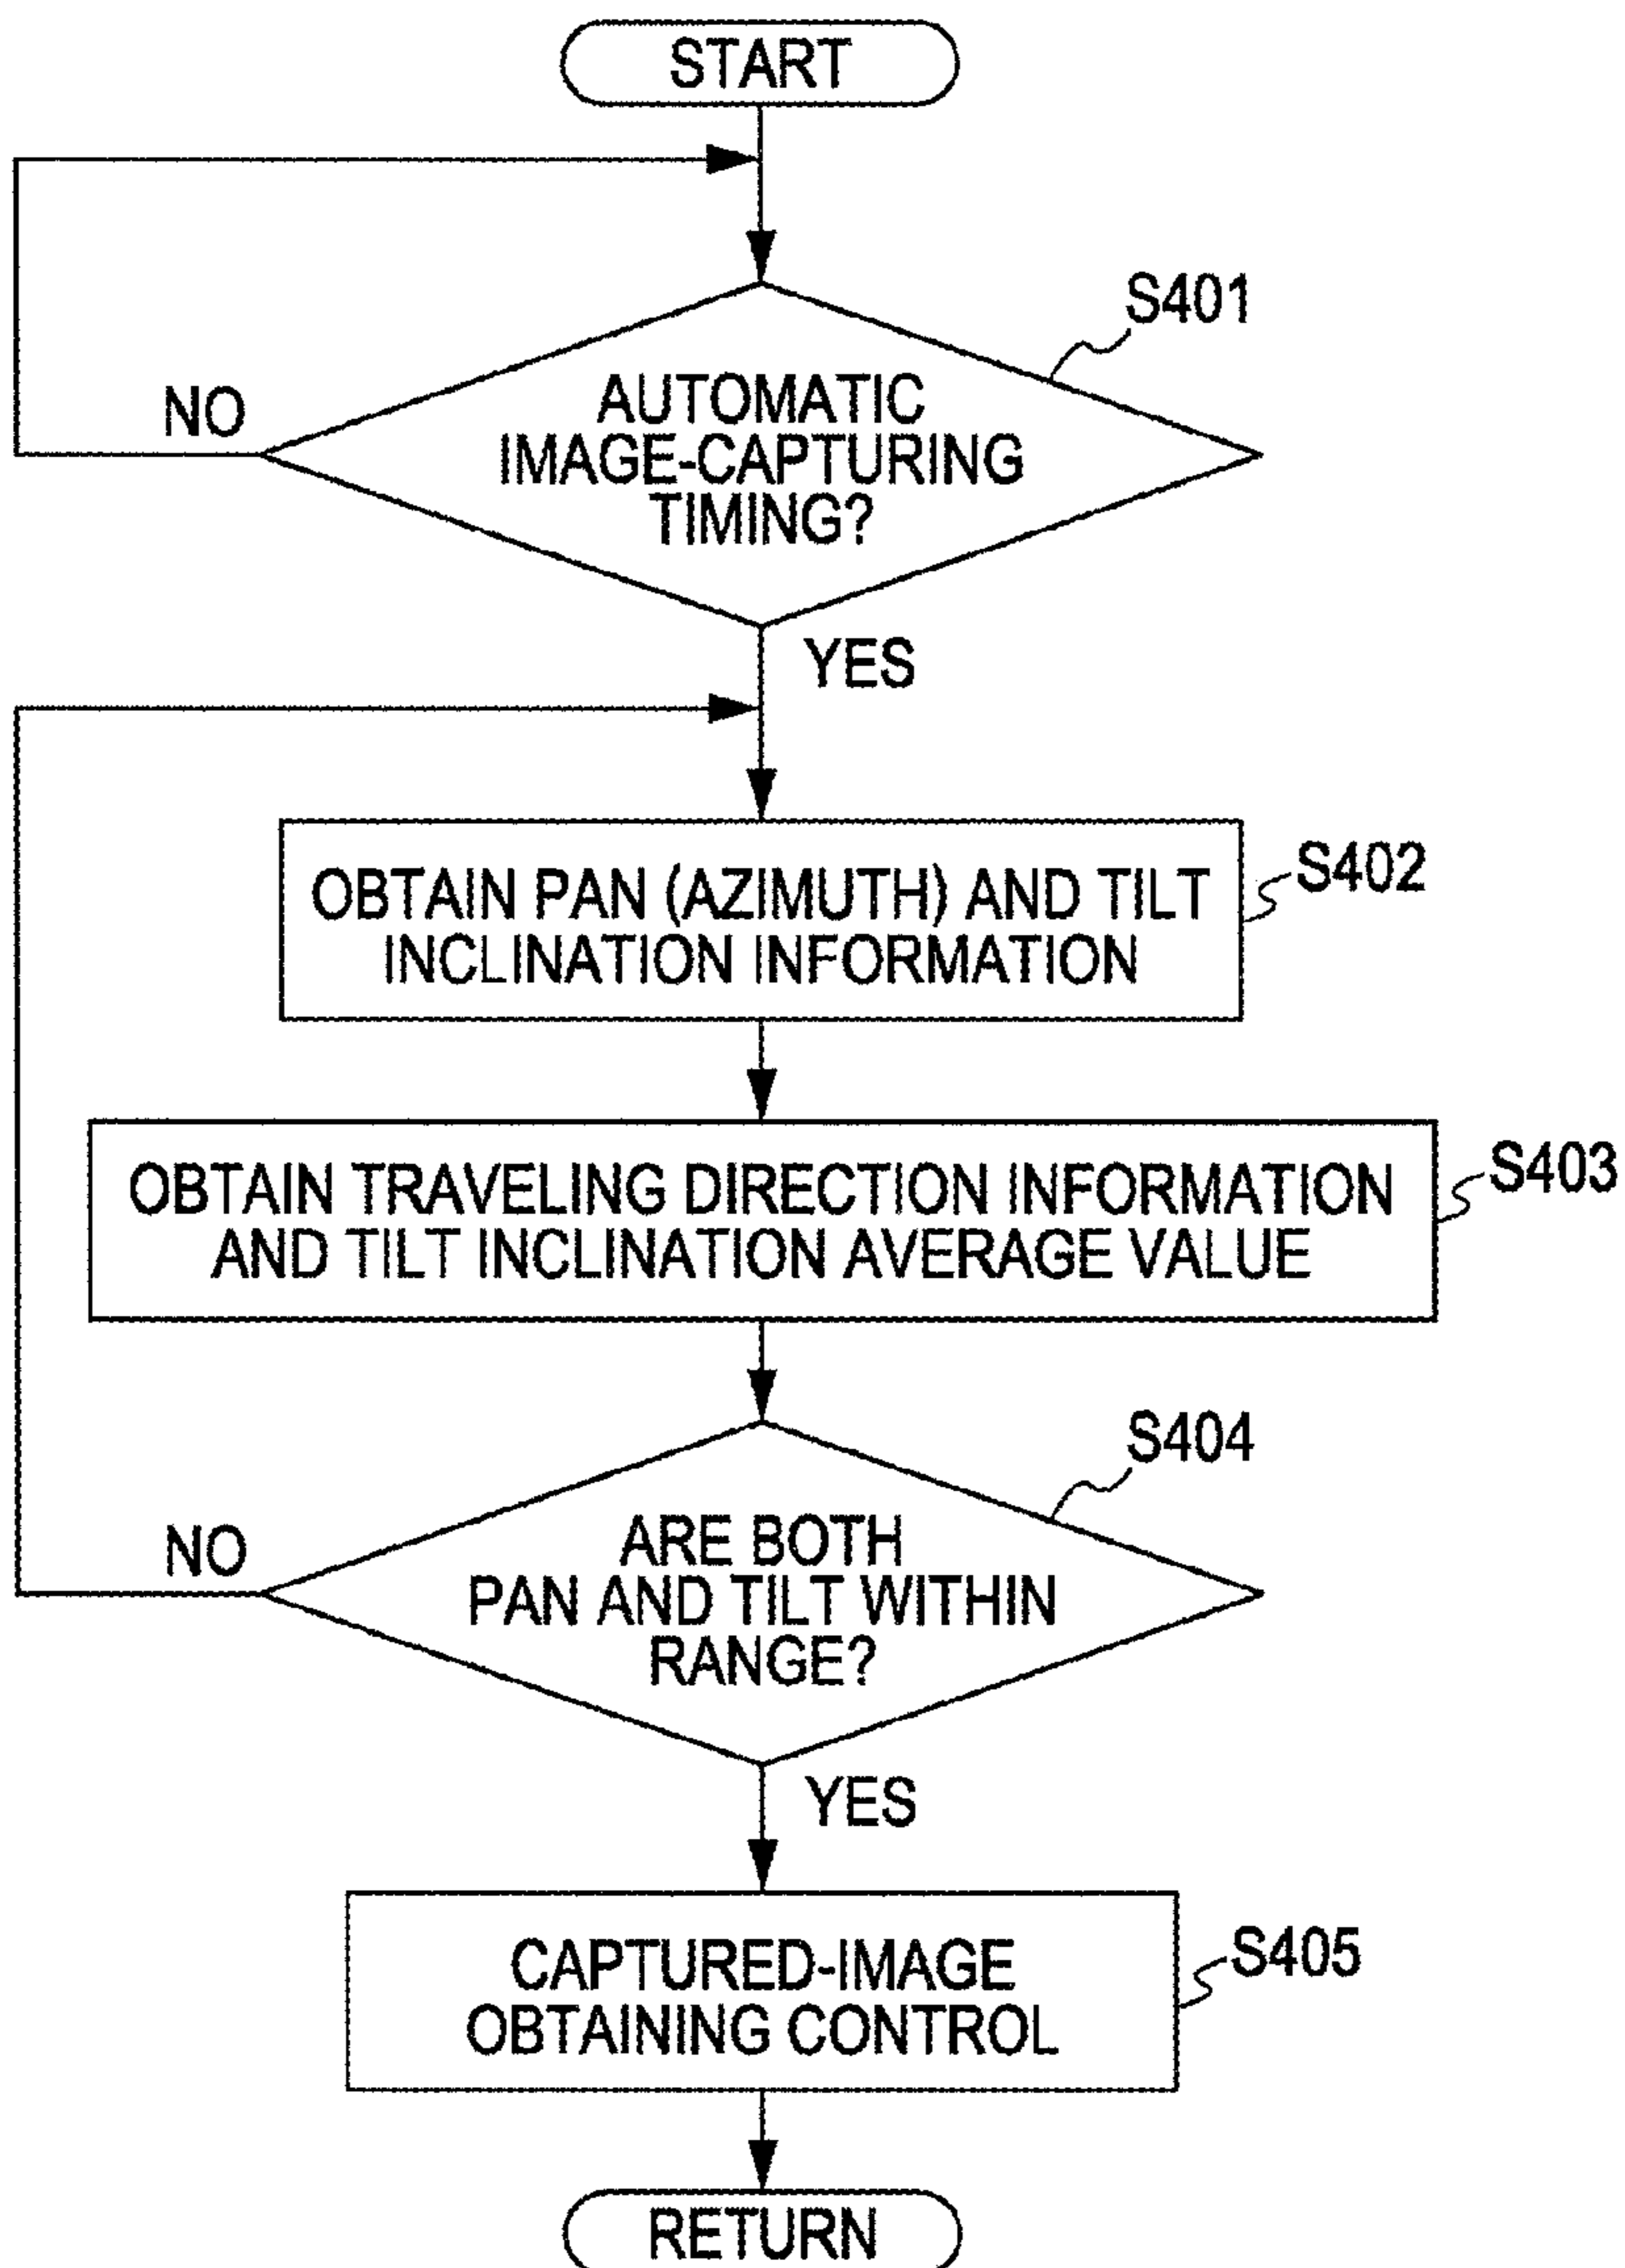 START
S401
AUTOMATIC
IMAGE-CAPTURING
TIMING?
NO
YES
OBTAIN PAN (AZIMUTH) AND TILT
INCLINATION INFORMATION
S402
OBTAIN TRAVELING DIRECTION INFORMATION
AND TILT INCLINATION AVERAGE VALUE
S403
S404
ARE BOTH
PAN AND TILT WITHIN
RANGE?
NO
YES
CAPTURED-IMAGE
OBTAINING CONTROL
S405
RETURN